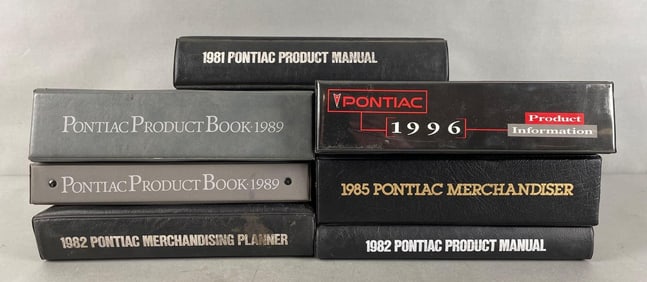 1981 PONTIAC PRODUCT MANUAL
PONTIAC PRODUCT BOOK·1989
PONTIAC
1996
Product
Information
PONTIAC PRODUCT BOOK·1989
1985 PONTIAC MERCHANDISER
1982 PONTIAC MERCHANDISING PLANNER
1982 PONTIAC PRODUCT MANUAL